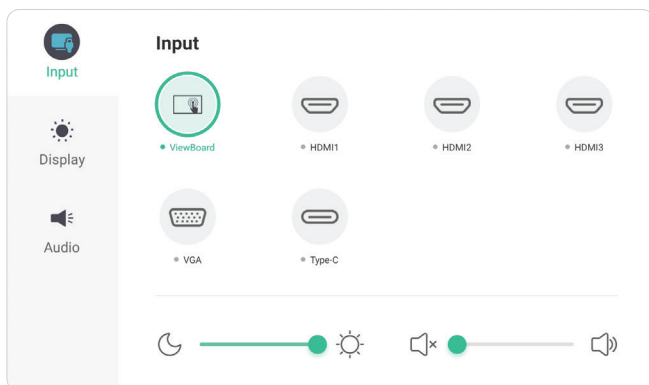 Input
Input
ViewBoard
HDMI1
HDMI2
HDMI3
Display
Audio
VGA
Type-C